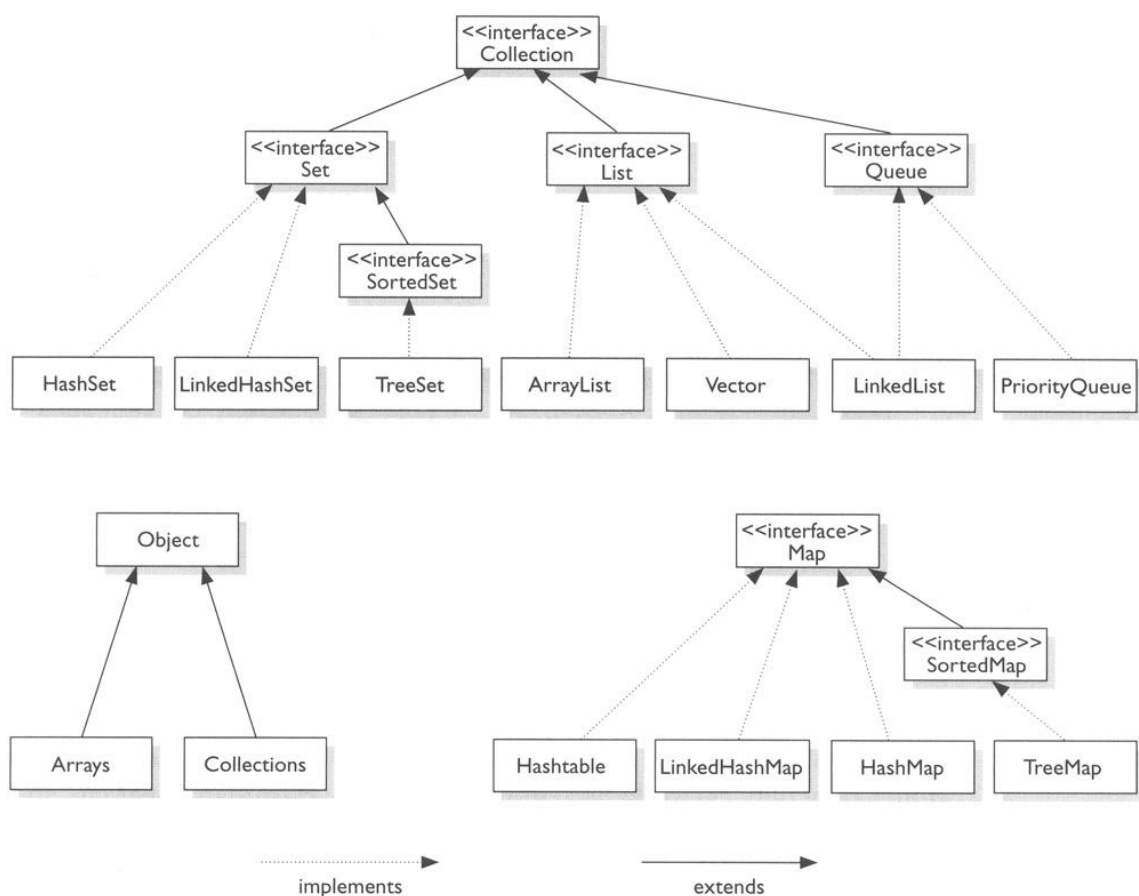 <<interface>>
Collection
<<interface>>
Set
<<interface>>
List
<<interface>>
Queue
<<interface>>
SortedSet
HashSet
LinkedHashSet
TreeSet
ArrayList
Vector
LinkedList
PriorityQueue
Object
<<interface>>
Map
<<interface>>
SortedMap
Arrays
Collections
Hashtable
LinkedHashMap
HashMap
TreeMap
implements
extends